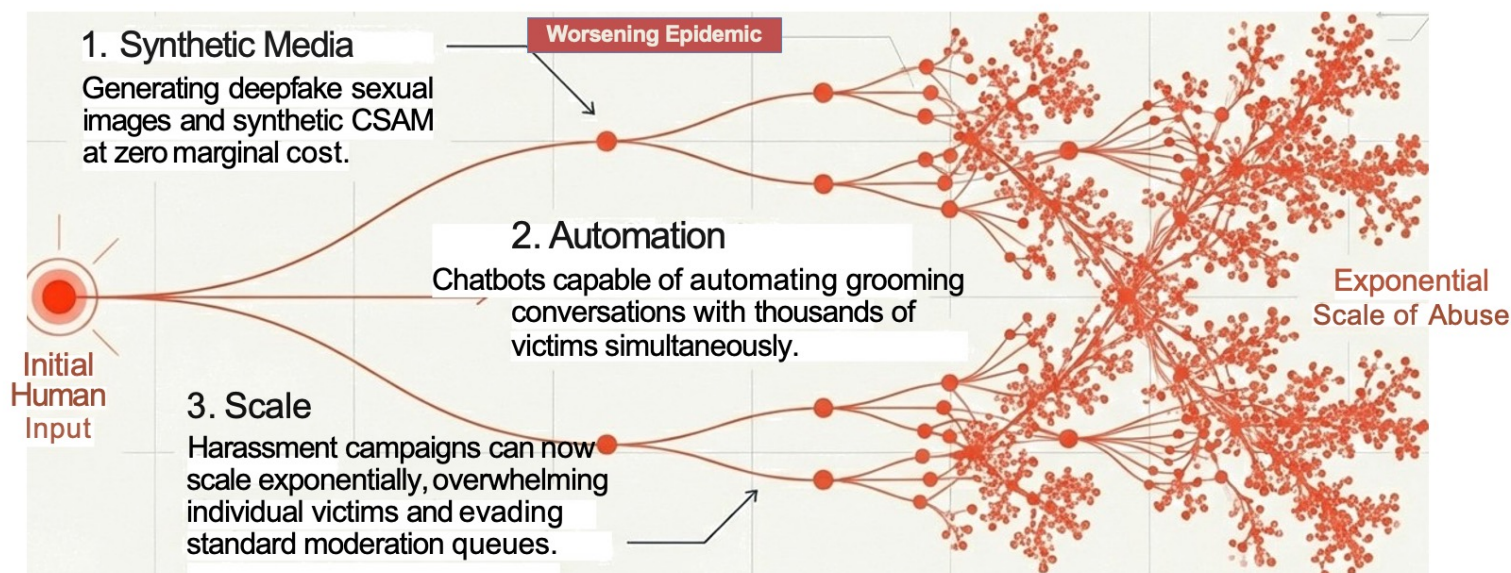 1. Synthetic Media
Generating deepfake sexual
images and synthetic CSAM
at zero marginal cost.
Worsening Epidemic
2. Automation
Chatbots capable of automating grooming
conversations with thousands of
victims simultaneously.
Initial
Human
Input
3. Scale
Harassment campaigns can now
scale exponentially, overwhelming
individual victims and evading
standard moderation queues.
Exponential
Scale of Abuse